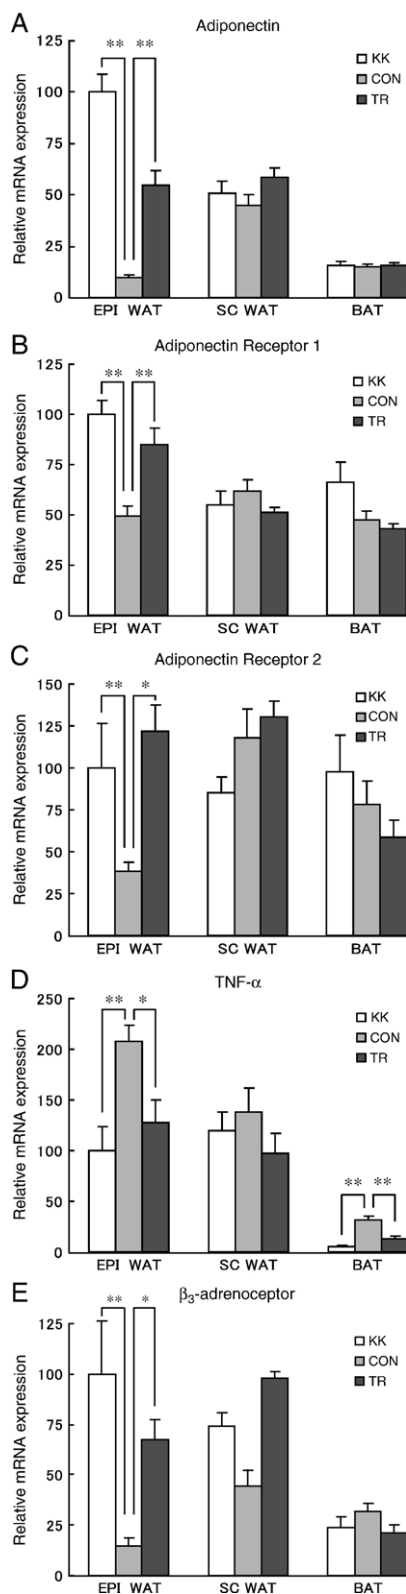 A
Adiponectin
Relative mRNA expression
125
100
75
50
25
0
** **
KK
CON
TR
EPI WAT SC WAT BAT
B
Adiponectin Receptor 1
Relative mRNA expression
125
100
75
50
25
0
** **
KK
CON
TR
EPI WAT SC WAT BAT
C
Adiponectin Receptor 2
Relative mRNA expression
150
125
100
75
50
25
0
** *
KK
CON
TR
EPI WAT SC WAT BAT
D
TNF-α
Relative mRNA expression
250
200
150
100
50
0
** *
** **
KK
CON
TR
EPI WAT SC WAT BAT
E
β₃-adrenoceptor
Relative mRNA expression
125
100
75
50
25
0
** *
KK
CON
TR
EPI WAT SC WAT BAT